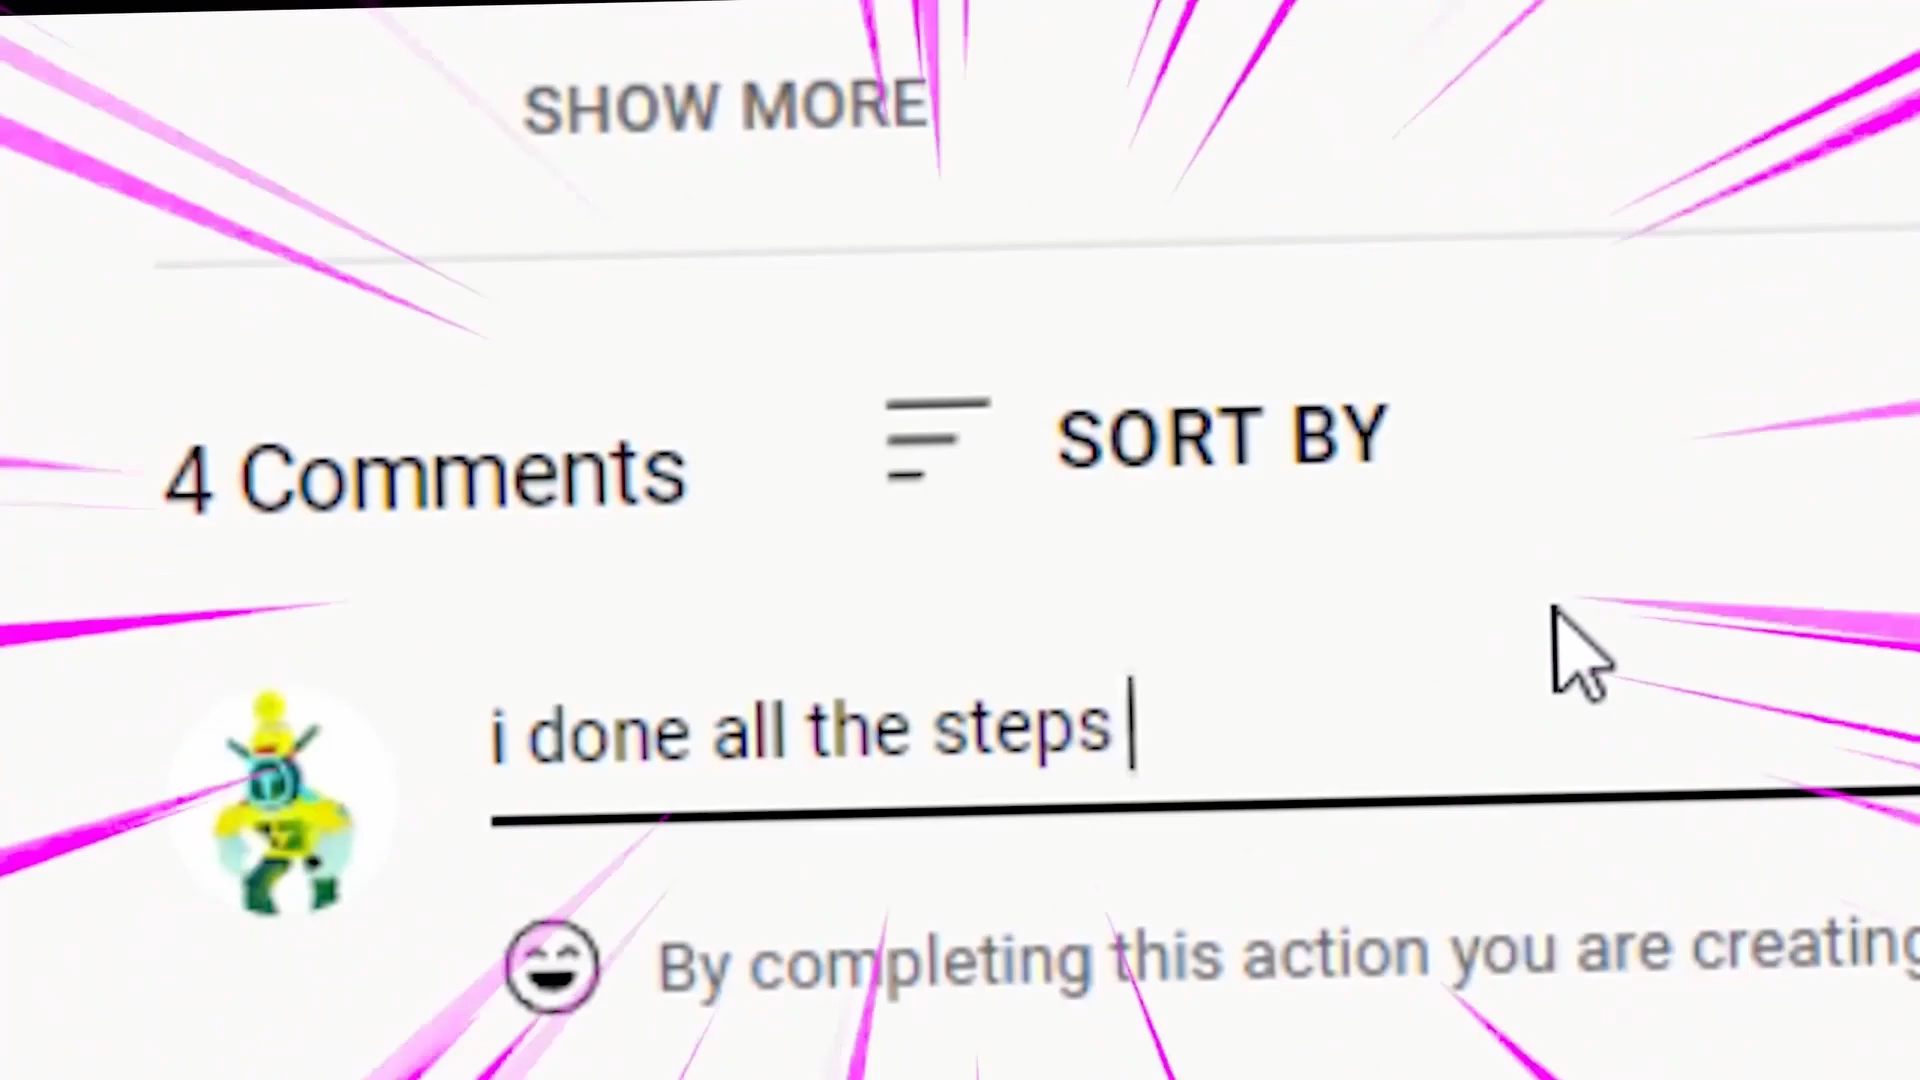 SHOW MORE
4 Comments
SORT BY
i done all the steps
By completing this action you are creating